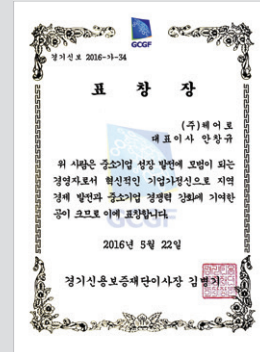 GCGF
경기신보 2016-가-34
표 창 장
(주)헤어로
대표이사 안창규
위 사람은 중소기업 성장 발전에 모범이 되는
경영자로서 혁신적인 기업가정신으로 지역
경제 발전과 중소기업 경쟁력 강화에 기여한
공이 크므로 이에 표창합니다.
GCGF
2016년 5월 22일
경기신용보증재단이사장 김병기